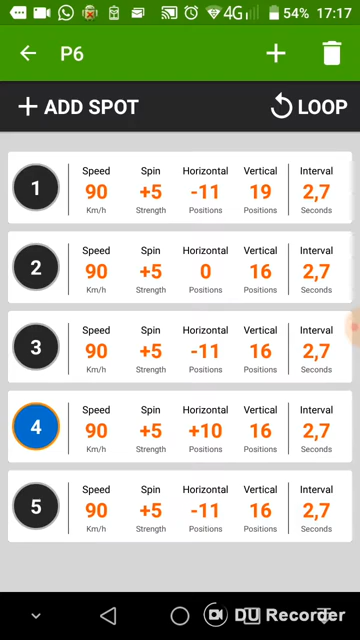 4G 54% 17:17
P6
+ ADD SPOT LOOP
1 Speed Spin Horizontal Vertical Interval
90 +5 -11 19 2,7
Km/h Strength Positions Positions Seconds
2 Speed Spin Horizontal Vertical Interval
90 +5 0 16 2,7
Km/h Strength Positions Positions Seconds
3 Speed Spin Horizontal Vertical Interval
90 +5 -11 16 2,7
Km/h Strength Positions Positions Seconds
4 Speed Spin Horizontal Vertical Interval
90 +5 +10 16 2,7
Km/h Strength Positions Positions Seconds
5 Speed Spin Horizontal Vertical Interval
90 +5 -11 16 2,7
Km/h Strength Positions Positions Seconds
DU Recorder